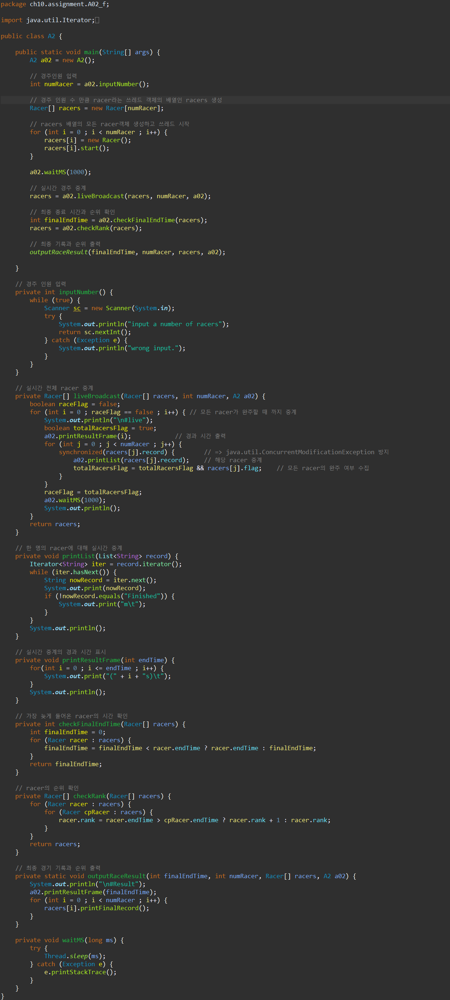 package ch10.assignment.A02_f;
import java.util.Iterator;
public class A2 {
    public static void main(String[] args) {
        A2 a02 = new A2();
        // 경주인원 입력
        int numRacer = a02.inputNumber();
        // 경주 인원 수 만큼 racer라는 쓰레드 객체의 배열인 racers 생성
        Racer[] racers = new Racer[numRacer];
        // racers 배열의 모든 racer객체 생성하고 쓰레드 시작
        for (int i = 0 ; i < numRacer ; i++) {
            racers[i] = new Racer();
            racers[i].start();
        }
        a02.waitMS(1000);
        // 실시간 경주 중계
        racers = a02.liveBroadcast(racers, numRacer, a02);
        // 최종 종료 시간과 순위 확인
        int finalEndTime = a02.checkFinalEndTime(racers);
        racers = a02.checkRank(racers);
        // 최종 기록과 순위 출력
        outputRaceResult(finalEndTime, numRacer, racers, a02);
    }
    // 경주 인원 입력
    private int inputNumber() {
        while (true) {
            Scanner sc = new Scanner(System.in);
            try {
                System.out.println("input a number of racers");
                return sc.nextInt();
            } catch (Exception e) {
                System.out.println("wrong input.");
            }
        }
    }
    // 실시간 전체 racer 중계
    private Racer[] liveBroadcast(Racer[] racers, int numRacer, A2 a02) {
        boolean raceFlag = false;
        for (int i = 0 ; raceFlag == false ; i++) { // 모든 racer가 완주할 때 까지 중계
            System.out.println("\n#live");
            boolean totalRacersFlag = true;
            a02.printResultFrame(i);            // 경과 시간 출력
            for (int j = 0 ; j < numRacer ; j++) {
                synchronized(racers[j].record) {        // => java.util.ConcurrentModificationException 방지
                    a02.printList(racers[j].record);    // 해당 racer 중계
                    totalRacersFlag = totalRacersFlag && racers[j].flag;    // 모든 racer의 완주 여부 수집
                }
            }
            raceFlag = totalRacersFlag;
            a02.waitMS(1000);
            System.out.println();
        }
        return racers;
    }
    // 한 명의 racer에 대해 실시간 중계
    private void printList(List<String> record) {
        Iterator<String> iter = record.iterator();
        while (iter.hasNext()) {
            String nowRecord = iter.next();
            System.out.print(nowRecord);
            if (!nowRecord.equals("Finished")) {
                System.out.print("m\t");
            }
        }
        System.out.println();
    }
    // 실시간 중계의 경과 시간 표시
    private void printResultFrame(int endTime) {
        for(int i = 0 ; i <= endTime ; i++) {
            System.out.print("(" + i + "s)\t");
        }
        System.out.println();
    }
    // 가장 늦게 들어온 racer의 시간 확인
    private int checkFinalEndTime(Racer[] racers) {
        int finalEndTime = 0;
        for (Racer racer : racers) {
            finalEndTime = finalEndTime < racer.endTime ? racer.endTime : finalEndTime;
        }
        return finalEndTime;
    }
    // racer의 순위 확인
    private Racer[] checkRank(Racer[] racers) {
        for (Racer racer : racers) {
            for (Racer cpRacer : racers) {
                racer.rank = racer.endTime > cpRacer.endTime ? racer.rank + 1 : racer.rank;
            }
        }
        return racers;
    }
    // 최종 경기 기록과 순위 출력
    private static void outputRaceResult(int finalEndTime, int numRacer, Racer[] racers, A2 a02) {
        System.out.println("\n#Result");
        a02.printResultFrame(finalEndTime);
        for (int i = 0 ; i < numRacer ; i++) {
            racers[i].printFinalRecord();
        }
    }
    private void waitMS(long ms) {
        try {
            Thread.sleep(ms);
        } catch (Exception e) {
            e.printStackTrace();
        }
    }
}